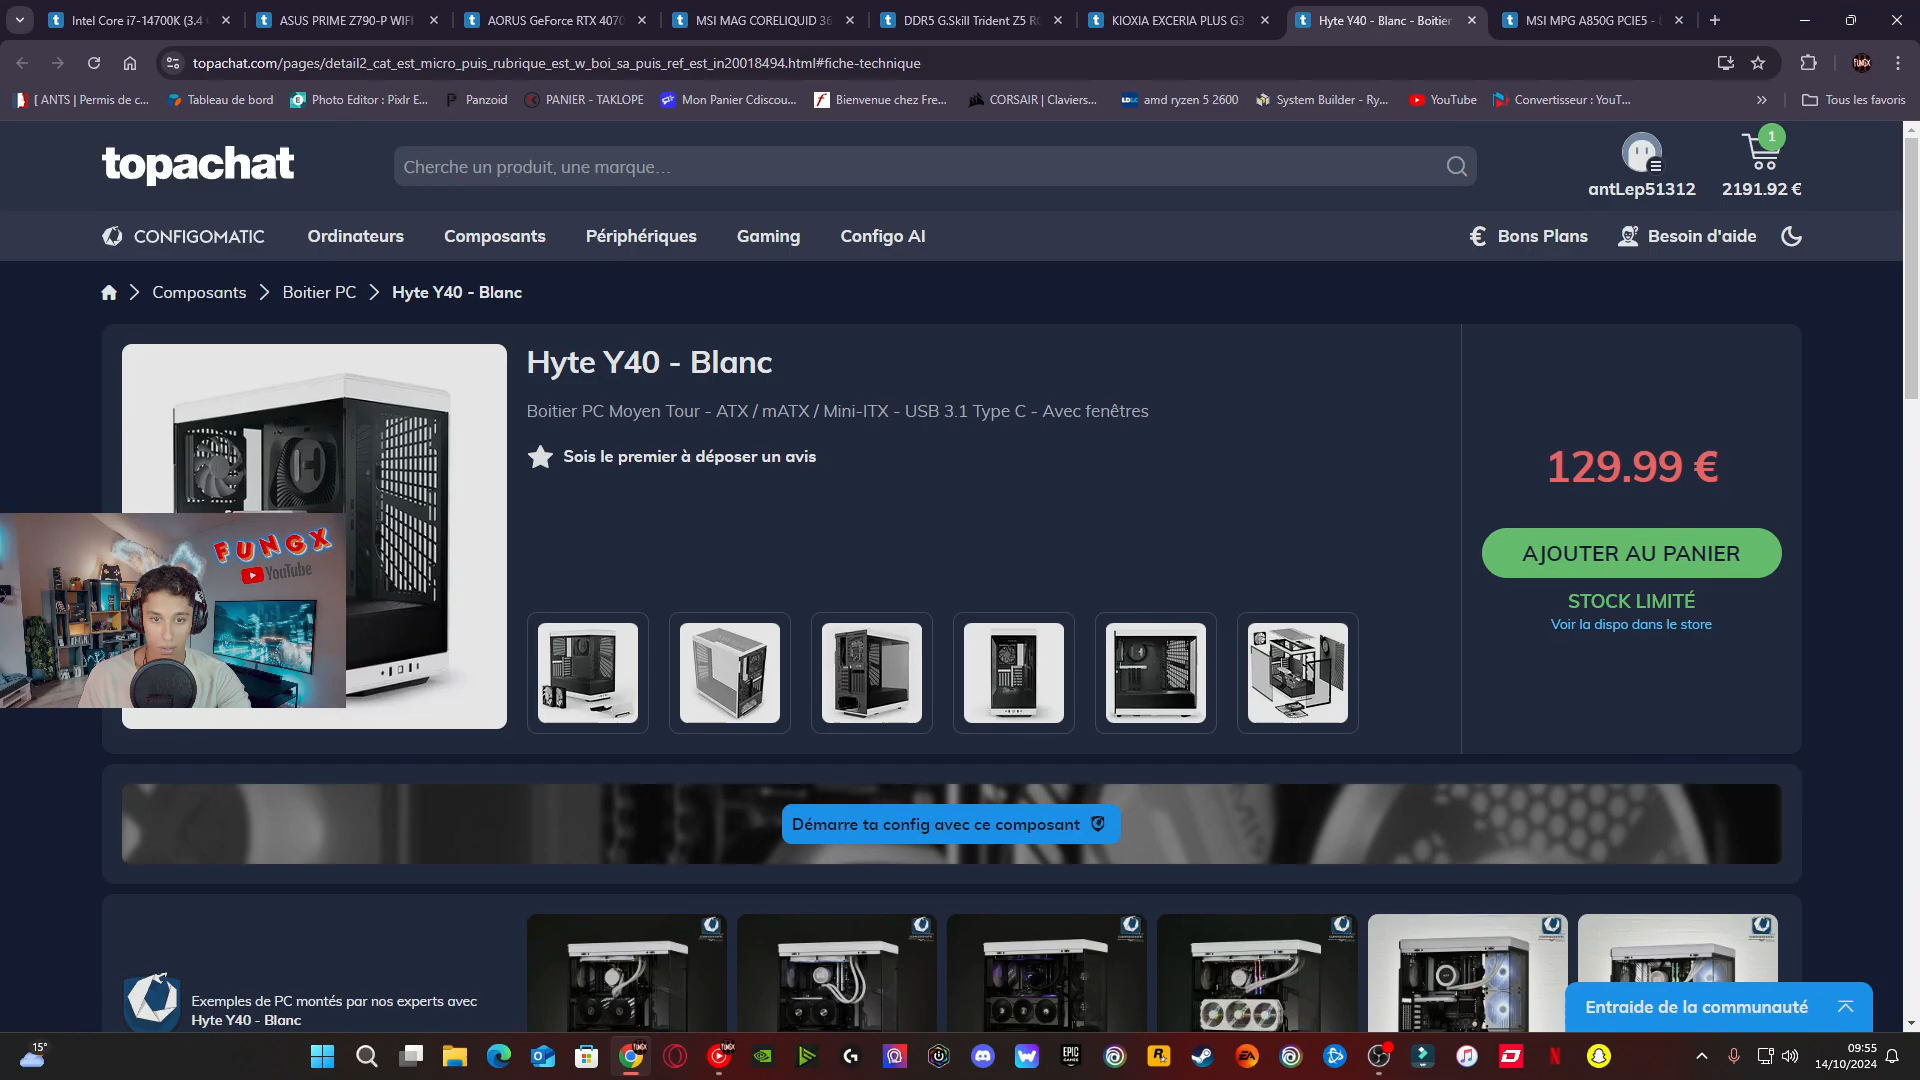 Intel Core i7-14700K (3.4
ASUS PRIME Z790-P WIFI
AORUS GeForce RTX 4070
MSI MAG CORELIQUID 36
DDR5 G.Skill Trident Z5 RG
KIOXIA EXCERIA PLUS G3
Hyte Y40 - Blanc - Boitier
MSI MPG A850G PCIE5 -
topachat.com/pages/detail2_cat_est_micro_puis_rubrique_est_w_boi_sa_puis_ref_est_in20018494.html#fiche-technique
[ ANTS | Permis de c...
Tableau de bord
Photo Editor : Pixlr E...
Panzoid
PANIER - TAKLOPE
Mon Panier Cdiscou...
Bienvenue chez Fre...
CORSAIR | Claviers...
amd ryzen 5 2600
System Builder - Ry...
YouTube
Convertisseur : YouT...
Tous les favoris
topachat
Cherche un produit, une marque...
1
antLep51312
2191.92 €
CONFIGOMATIC
Ordinateurs
Composants
Périphériques
Gaming
Configo AI
€ Bons Plans
Besoin d'aide
Composants
Boitier PC
Hyte Y40 - Blanc
Hyte Y40 - Blanc
Boitier PC Moyen Tour - ATX / mATX / Mini-ITX - USB 3.1 Type C - Avec fenêtres
Sois le premier à déposer un avis
129.99 €
AJOUTER AU PANIER
STOCK LIMITÉ
Voir la dispo dans le store
FUNGX
YouTube
Démarre ta config avec ce composant
Exemples de PC montés par nos experts avec
Hyte Y40 - Blanc
Entraide de la communauté
15°
09:55
14/10/2024